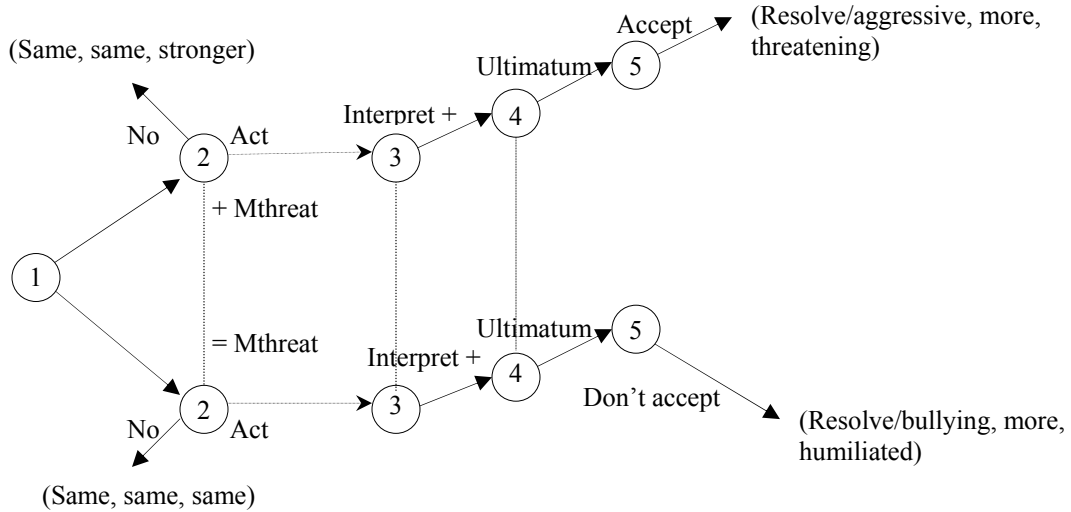 Accept
(Resolve/aggressive, more,
threatening)
(Same, same, stronger)
Ultimatum
5
Interpret +
4
No
2
Act
3
+ Mthreat
1
= Mthreat
Ultimatum
5
Interpret +
4
Don’t accept
No
2
Act
3
(Resolve/bullying, more,
humiliated)
(Same, same, same)